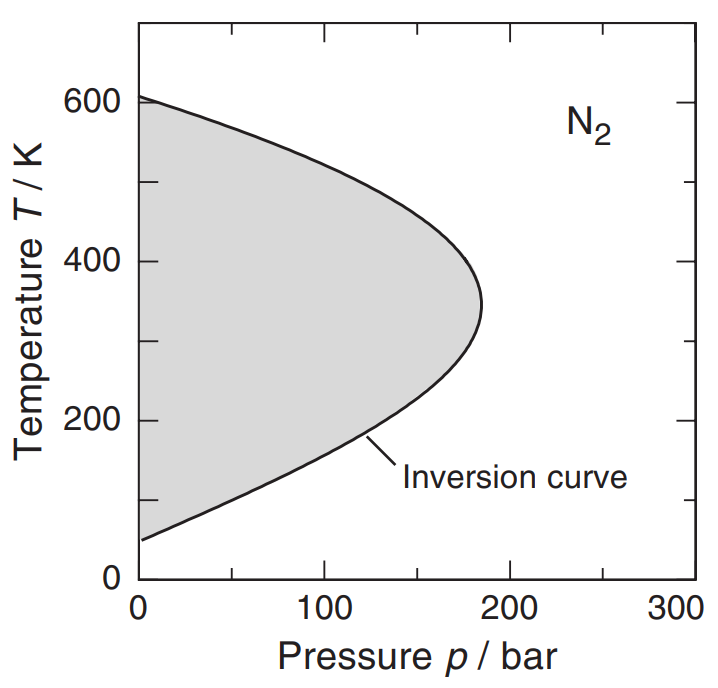 N₂
600
400
200
0
Temperature T / K
Inversion curve
0 100 200 300
Pressure p / bar